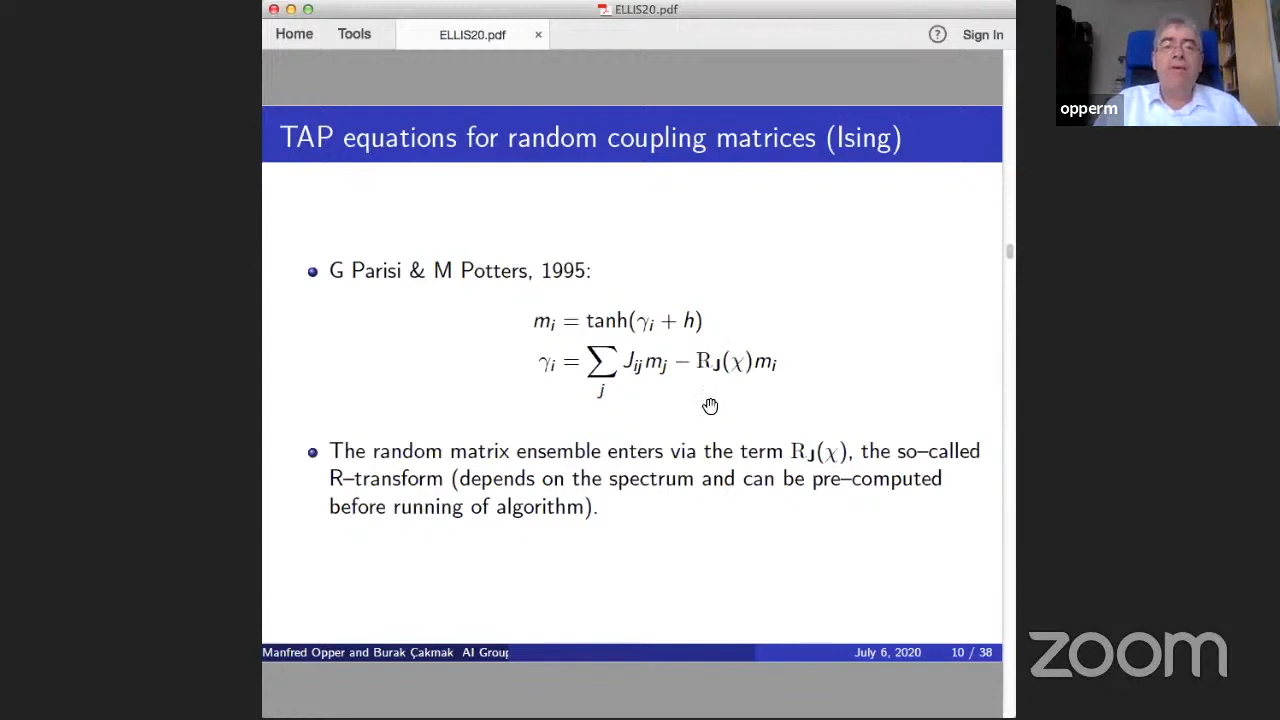 ELLIS20.pdf
Home Tools ELLIS20.pdf × ? Sign In
opperm
TAP equations for random coupling matrices (Ising)
G Parisi & M Potters, 1995:
mᵢ = tanh(γᵢ + h)
γᵢ = ∑ⱼ Jᵢⱼmⱼ − R_J(χ)mᵢ
The random matrix ensemble enters via the term R_J(χ), the so–called
R–transform (depends on the spectrum and can be pre–computed
before running of algorithm).
Manfred Opper and Burak Çakmak AI Group July 6, 2020 10 / 38
zoom